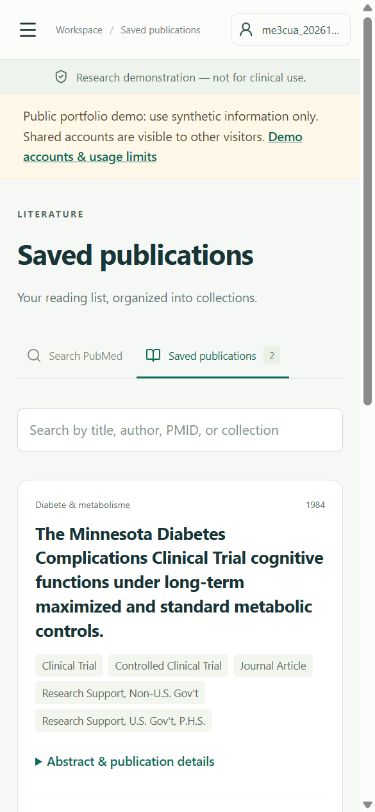 Workspace / Saved publications
me3cua_20261...
Research demonstration — not for clinical use.
Public portfolio demo: use synthetic information only.
Shared accounts are visible to other visitors. Demo
accounts & usage limits
LITERATURE
Saved publications
Your reading list, organized into collections.
Search PubMed
Saved publications 2
Search by title, author, PMID, or collection
Diabete & metabolisme 1984
The Minnesota Diabetes
Complications Clinical Trial cognitive
functions under long-term
maximized and standard metabolic
controls.
Clinical Trial Controlled Clinical Trial Journal Article
Research Support, Non-U.S. Gov't
Research Support, U.S. Gov't, P.H.S.
Abstract & publication details